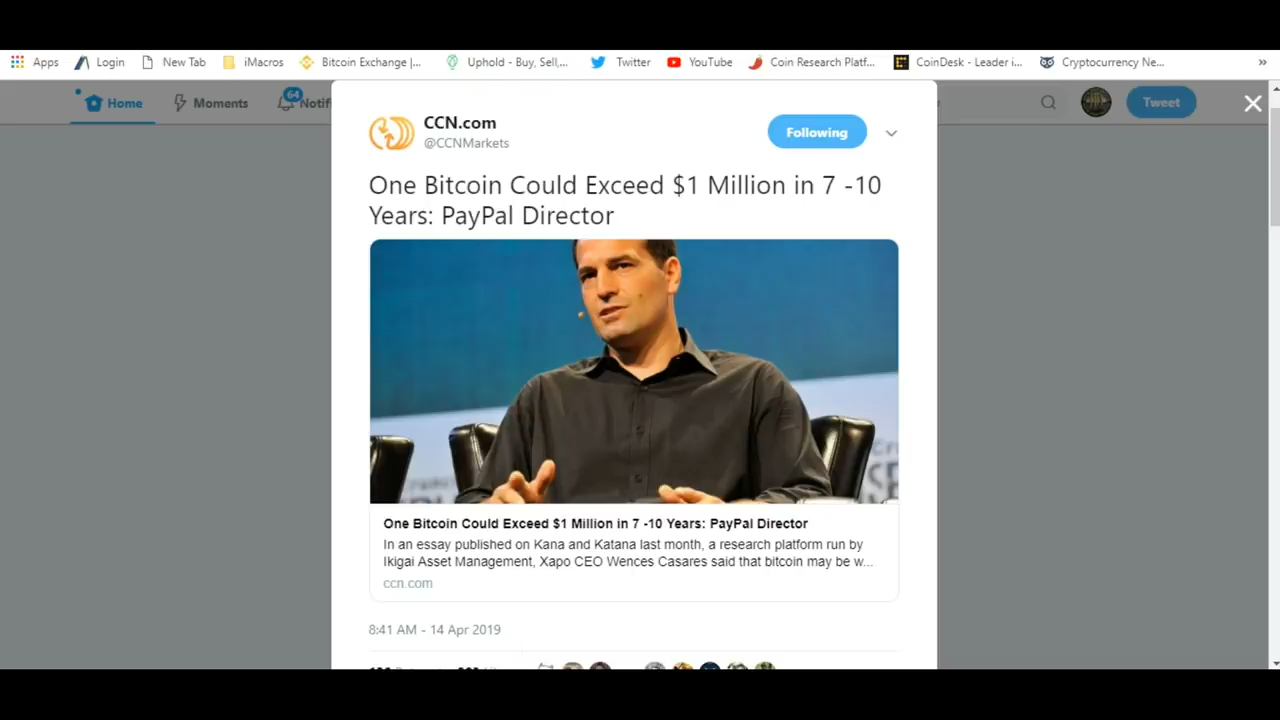 Apps Login New Tab iMacros Bitcoin Exchange |... Uphold - Buy, Sell,... Twitter YouTube Coin Research Platf... CoinDesk - Leader i... Cryptocurrency Ne... »
Home Moments 64 Notif Tweet
CCN.com
@CCNMarkets
Following
One Bitcoin Could Exceed $1 Million in 7 -10
Years: PayPal Director
One Bitcoin Could Exceed $1 Million in 7 -10 Years: PayPal Director
In an essay published on Kana and Katana last month, a research platform run by
Ikigai Asset Management, Xapo CEO Wences Casares said that bitcoin may be w...
ccn.com
8:41 AM - 14 Apr 2019